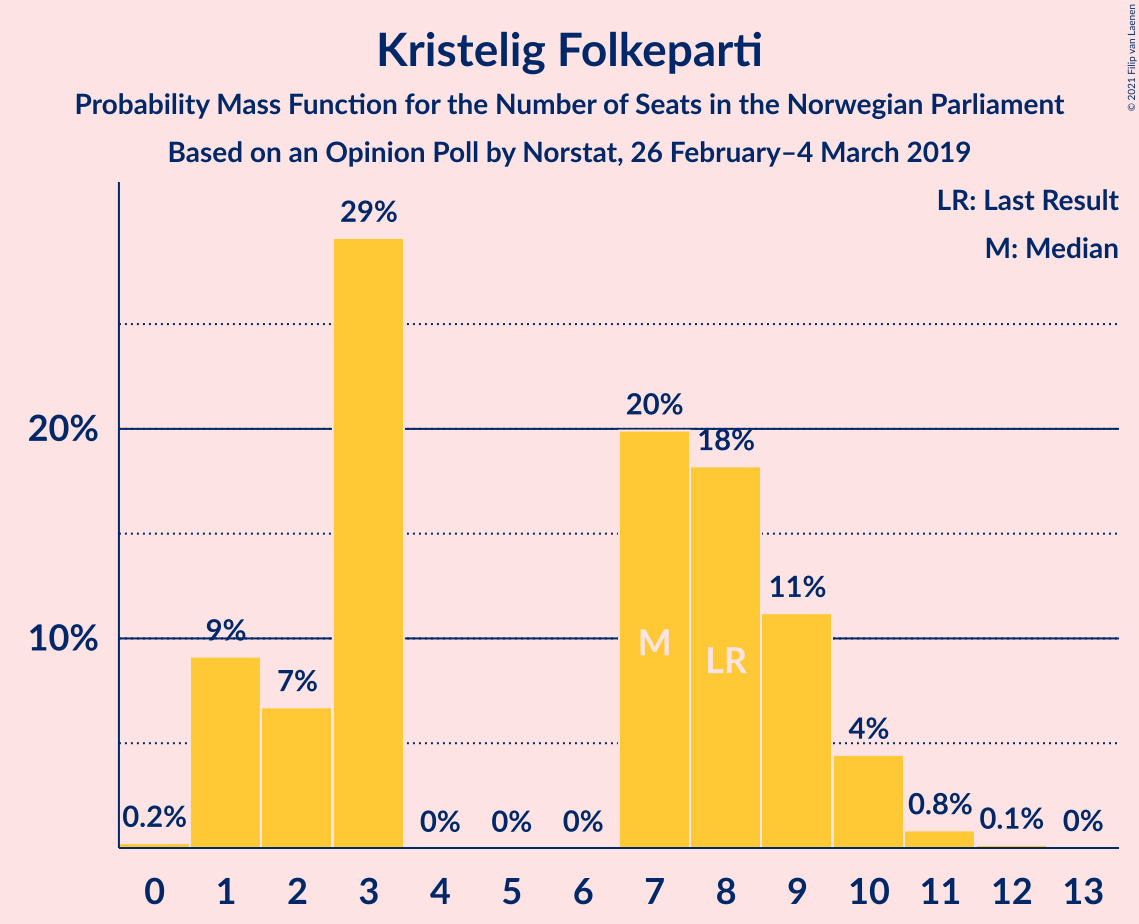 Kristelig Folkeparti
Probability Mass Function for the Number of Seats in the Norwegian Parliament
Based on an Opinion Poll by Norstat, 26 February–4 March 2019
© 2021 Filip van Laenen
LR: Last Result
M: Median
29%
20%
20%
18%
11%
10%
9%
7%
M
LR
4%
0.2%
0%
0%
0%
0.8%
0.1%
0%
0 1 2 3 4 5 6 7 8 9 10 11 12 13